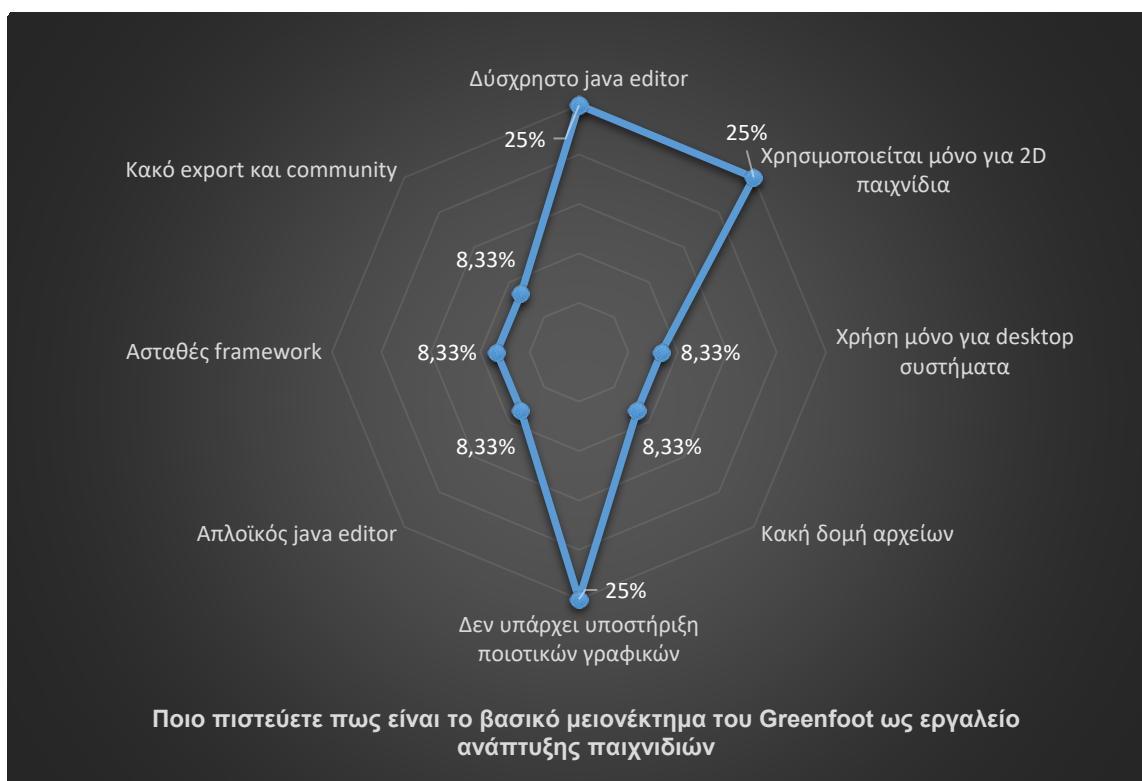 Δύσχρηστο java editor
25%
25%
Χρησιμοποιείται μόνο για 2D
παιχνίδια
Κακό export και community
8,33%
Ασταθές framework
8,33%
8,33%
Χρήση μόνο για desktop
συστήματα
8,33%
8,33%
Απλοϊκός java editor
Κακή δομή αρχείων
25%
Δεν υπάρχει υποστήριξη
ποιοτικών γραφικών
Ποιο πιστεύετε πως είναι το βασικό μειονέκτημα του Greenfoot ως εργαλείο
ανάπτυξης παιχνιδιών